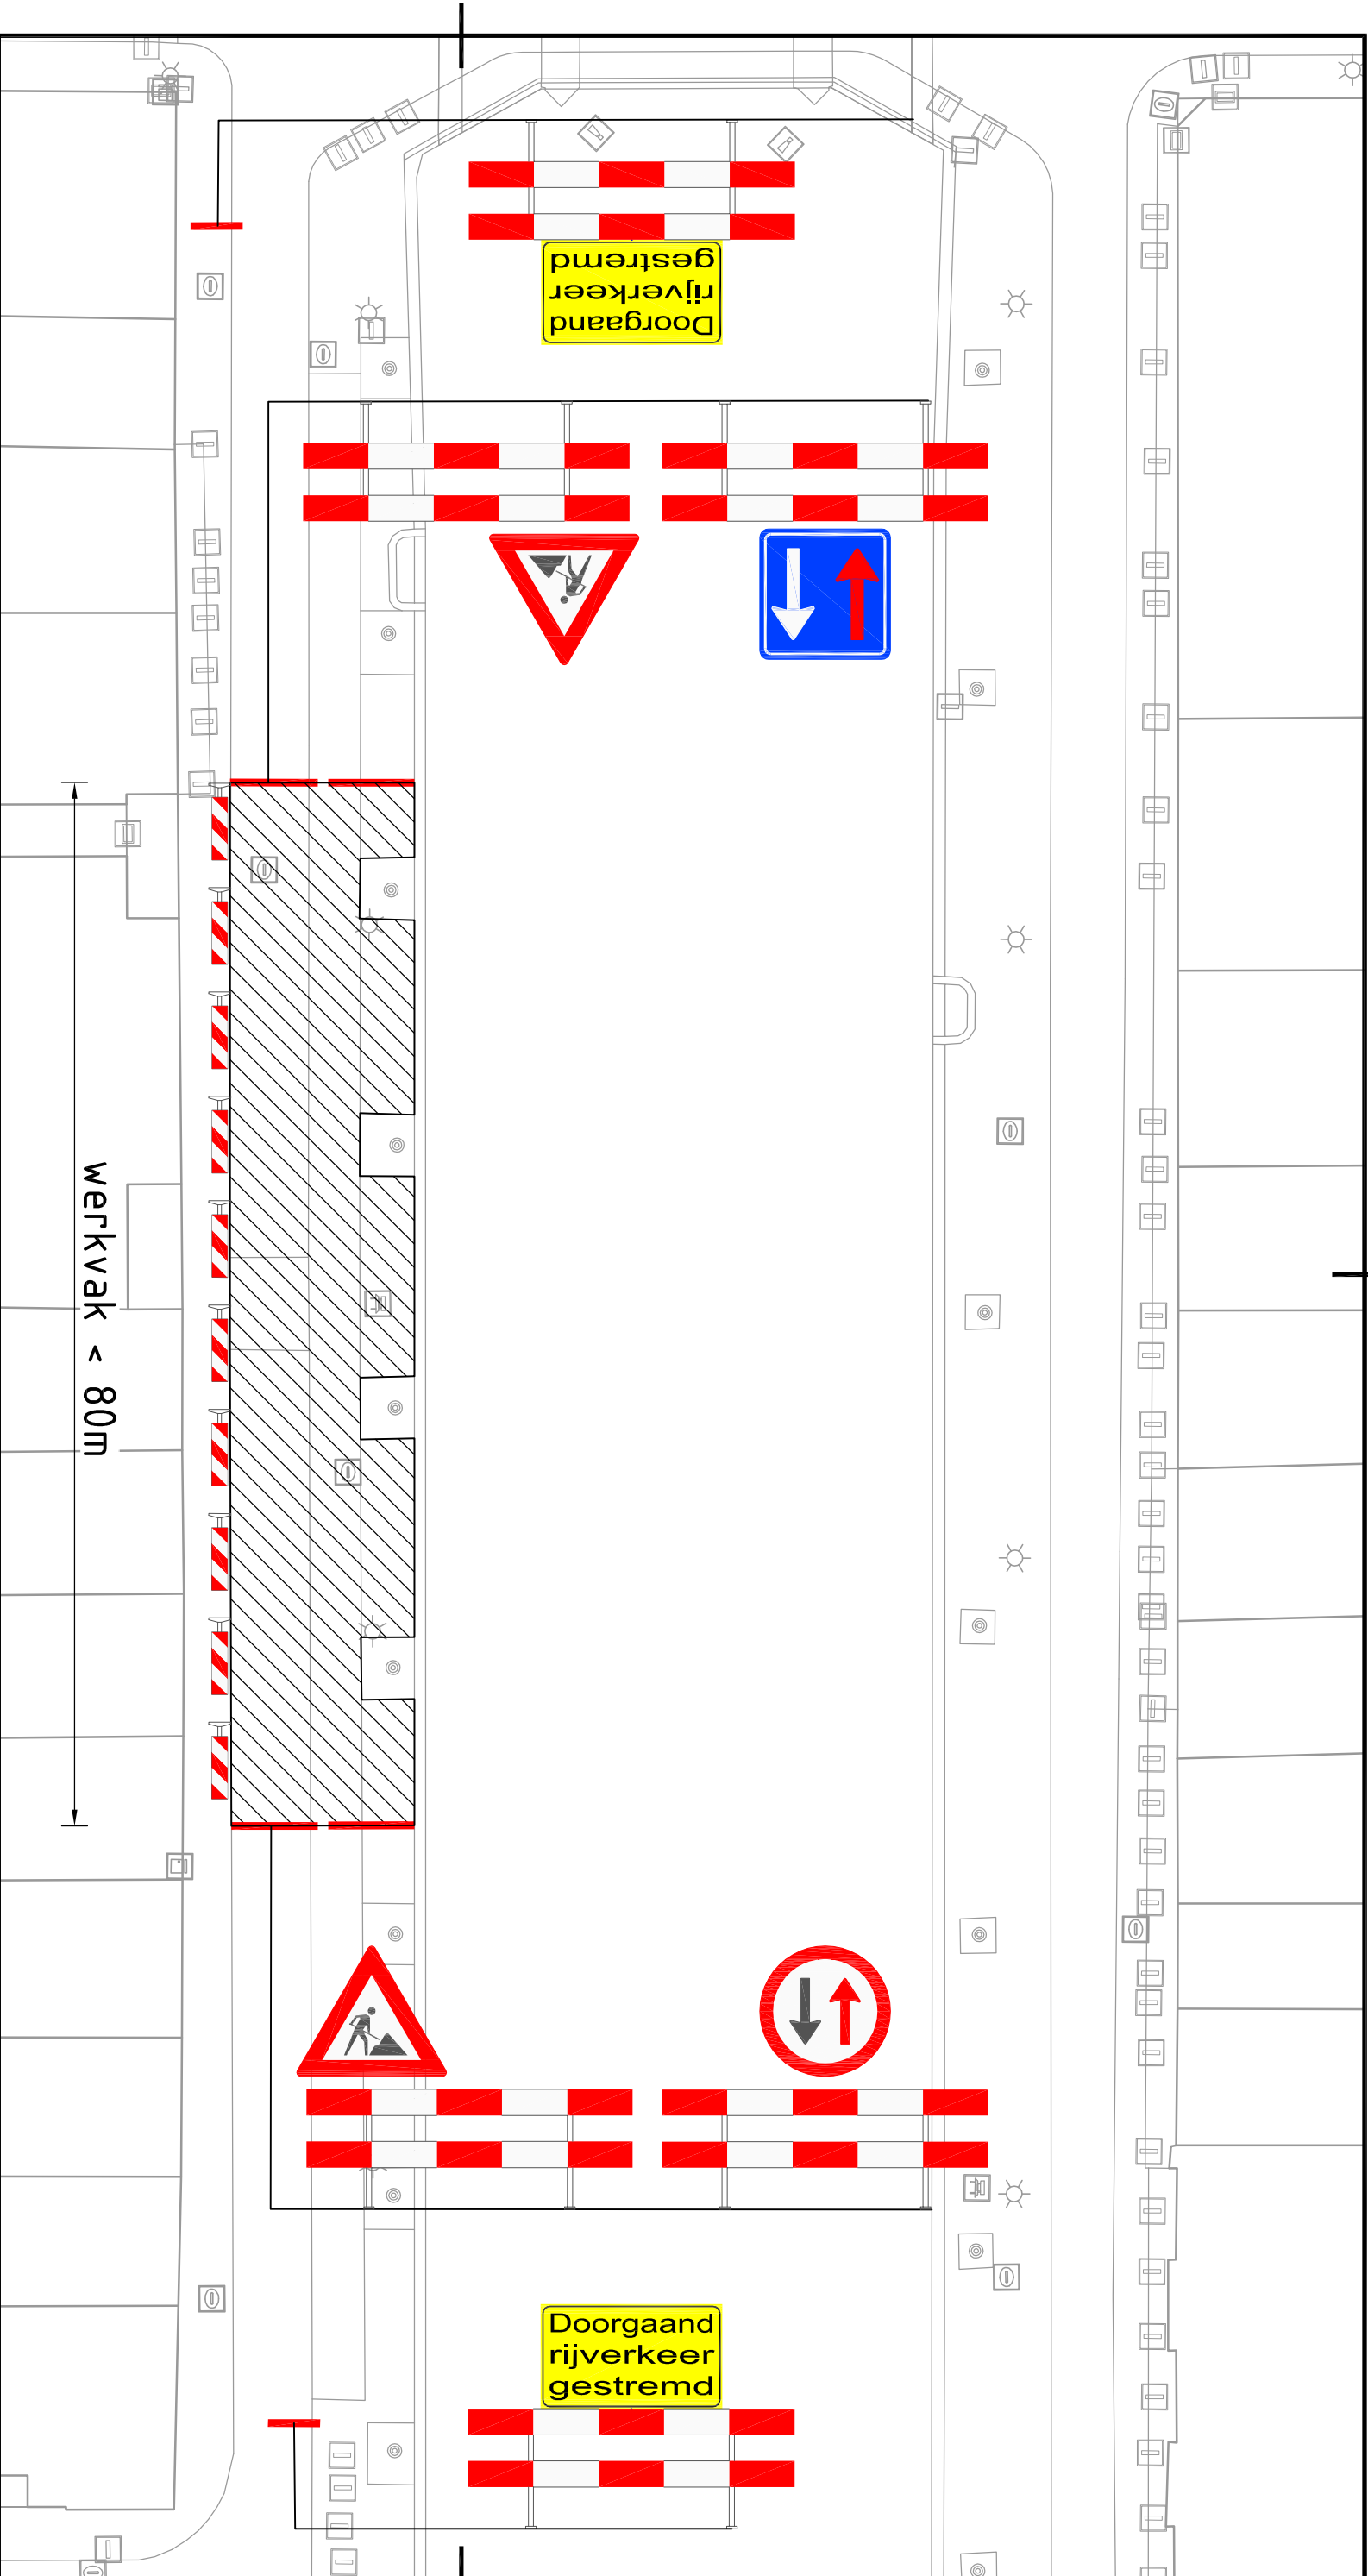 Doorgaand
rijverkeer
gestremd
werkvak < 80m
Doorgaand
rijverkeer
gestremd